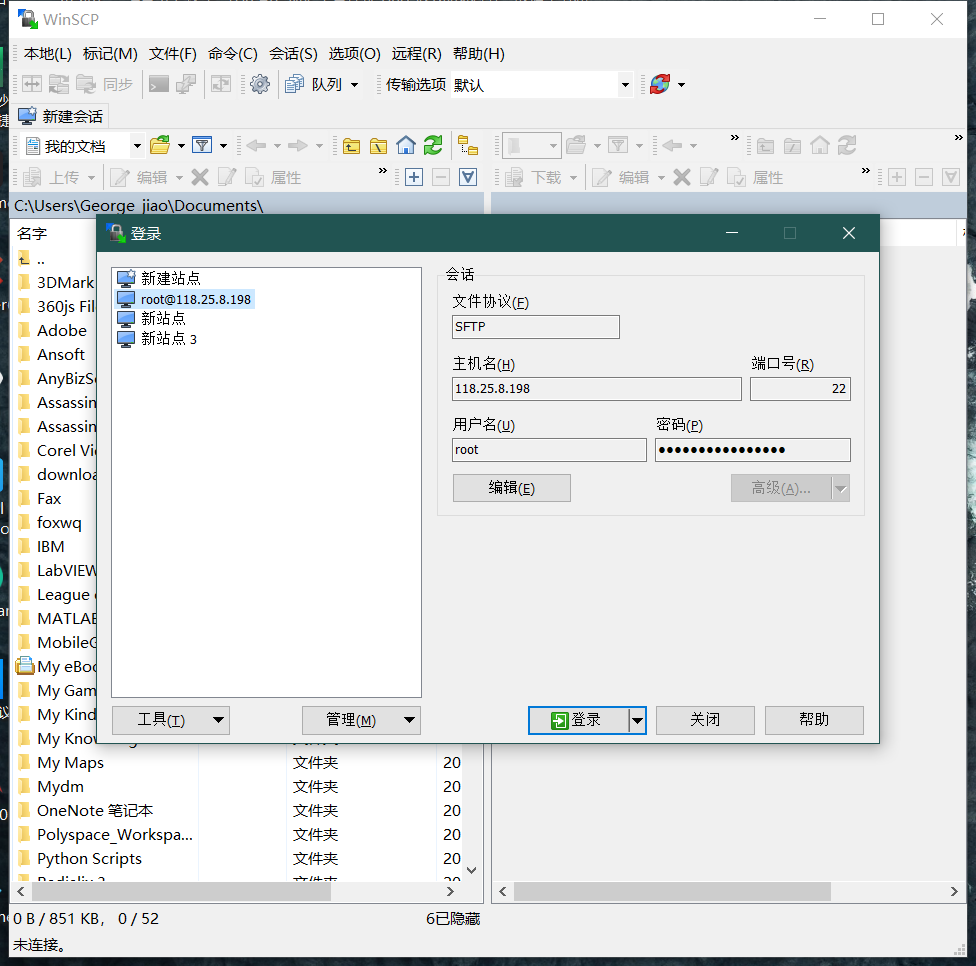 WinSCP
本地(L) 标记(M) 文件(F) 命令(C) 会话(S) 选项(O) 远程(R) 帮助(H)
同步 队列 传输选项 默认
新建会话
我的文档
上传 编辑 属性 下载 编辑 属性
C:\Users\George_jiao\Documents\
名字
登录
..
3DMark
360js Fil
Adobe
Ansoft
AnyBizSo
Assassin
Assassin
Corel Vi
downloa
Fax
foxwq
IBM
LabVIEW
League
MATLAB
MobileG
My eBoo
My Gam
My Kind
新建站点
root@118.25.8.198
新站点
新站点 3
会话
文件协议(F)
SFTP
主机名(H) 端口号(R)
118.25.8.198 22
用户名(U) 密码(P)
root ••••••••••••••••
编辑(E) 高级(A)...
工具(T) 管理(M) 登录 关闭 帮助
My Maps 文件夹 20
Mydm 文件夹 20
OneNote 笔记本 文件夹 20
Polyspace_Workspa... 文件夹 20
Python Scripts 文件夹 20
0 B / 851 KB, 0 / 52 6已隐藏
未连接。